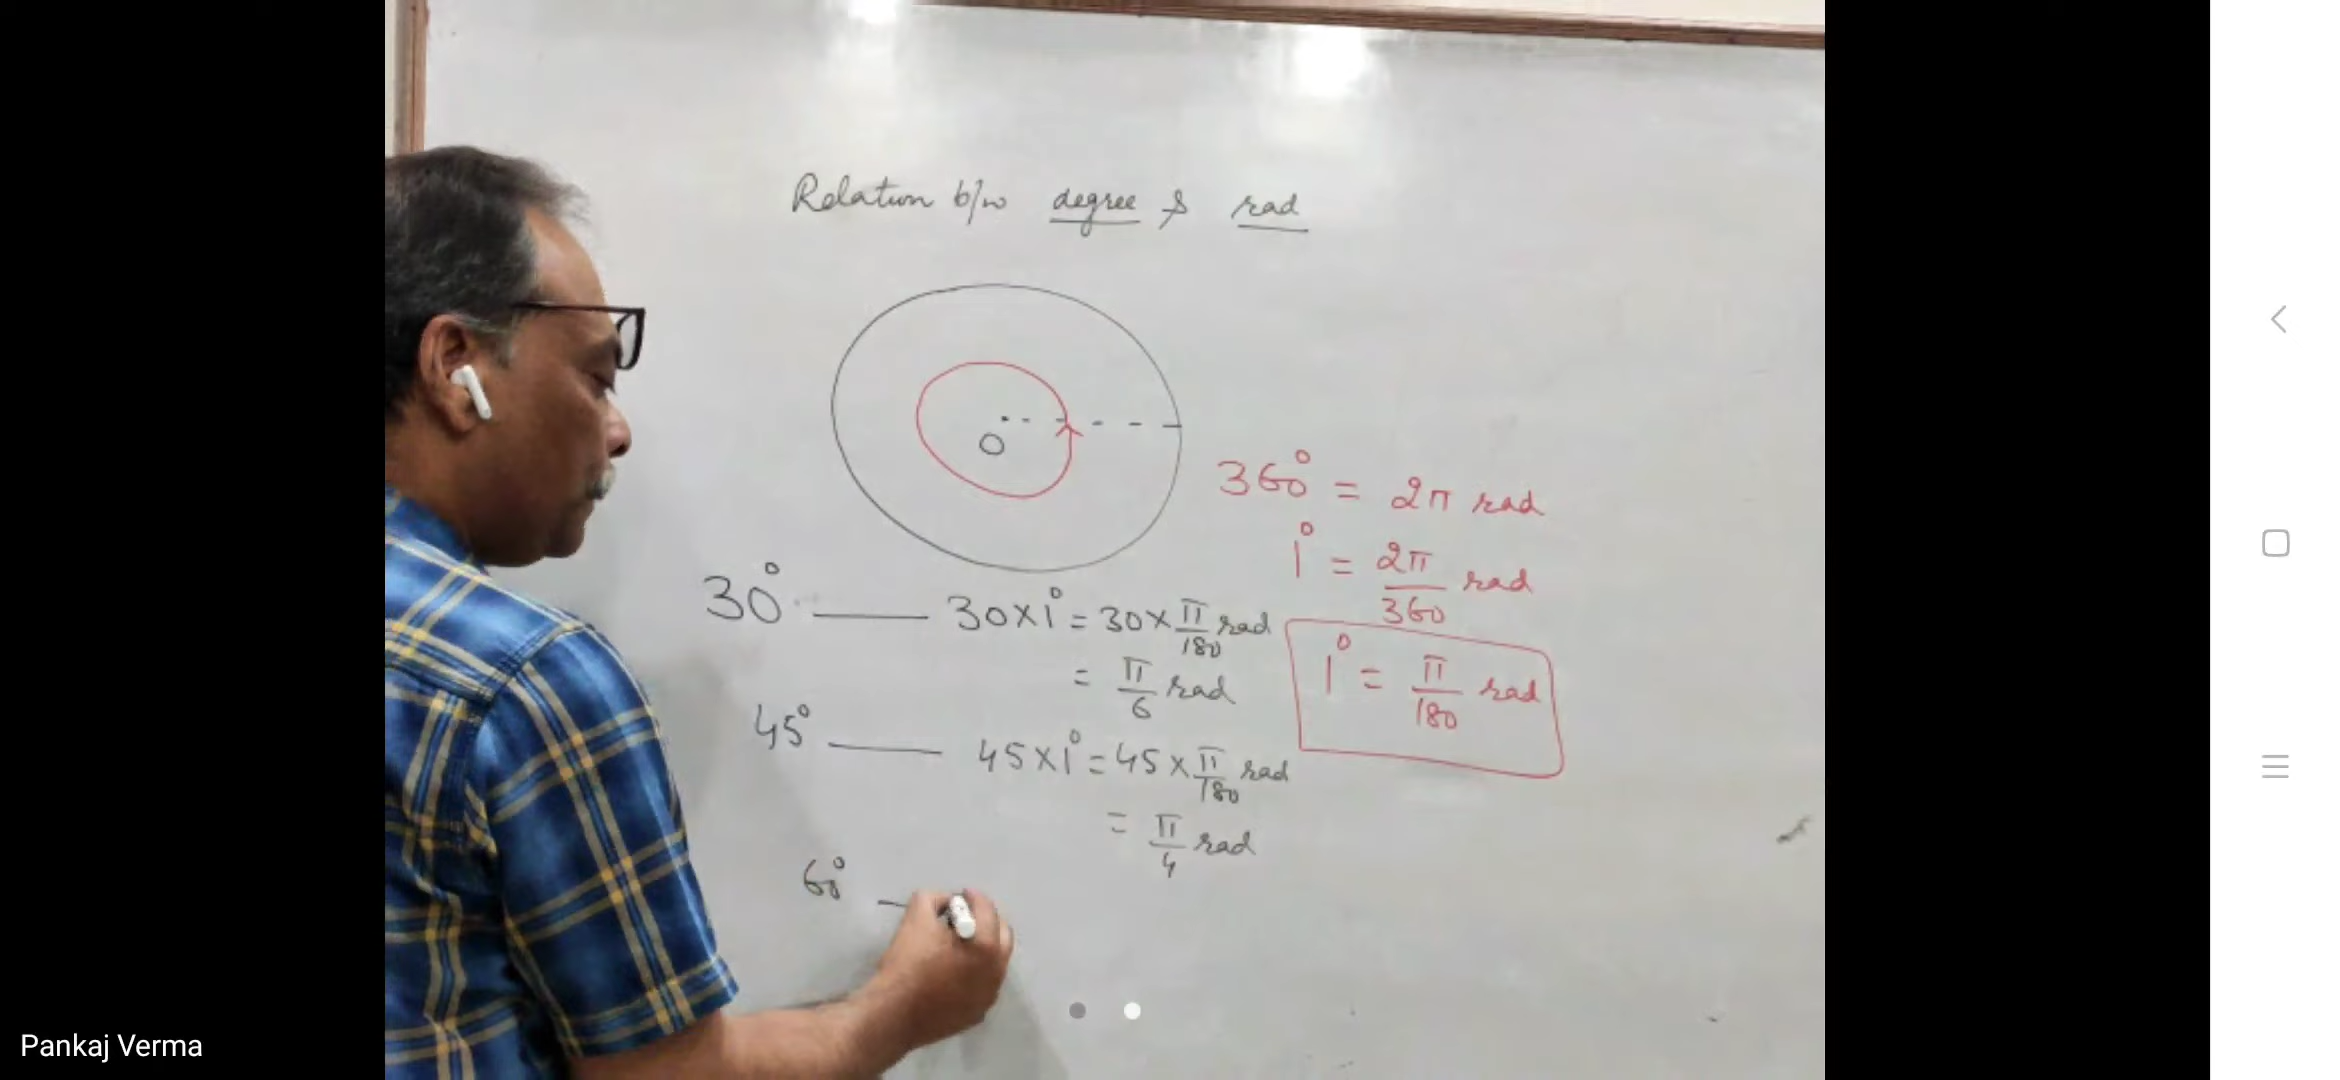 Relation b/w degree & rad
O
360° = 2π rad
1° = 2π/360 rad
1° = π/180 rad
30° — 30×1° = 30×π/180 rad
= π/6 rad
45° — 45×1° = 45×π/180 rad
= π/4 rad
60° —
Pankaj Verma